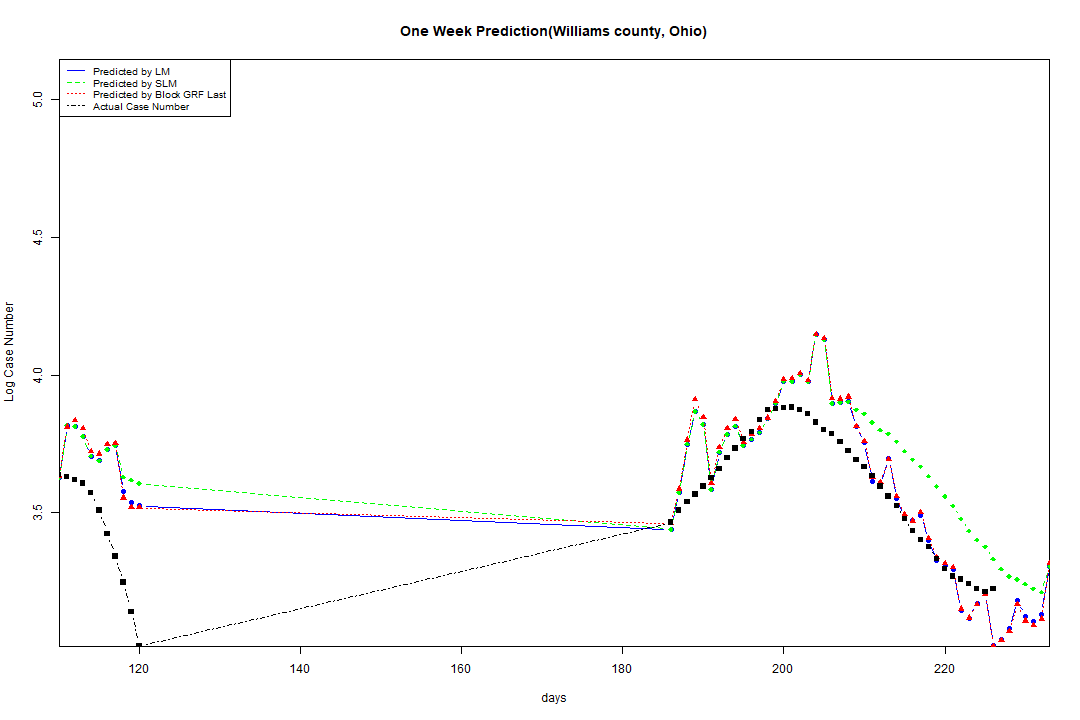 One Week Prediction(Williams county, Ohio)
Predicted by LM
Predicted by SLM
Predicted by Block GRF Last
Actual Case Number
5.0
4.5
4.0
3.5
Log Case Number
120 140 160 180 200 220
days